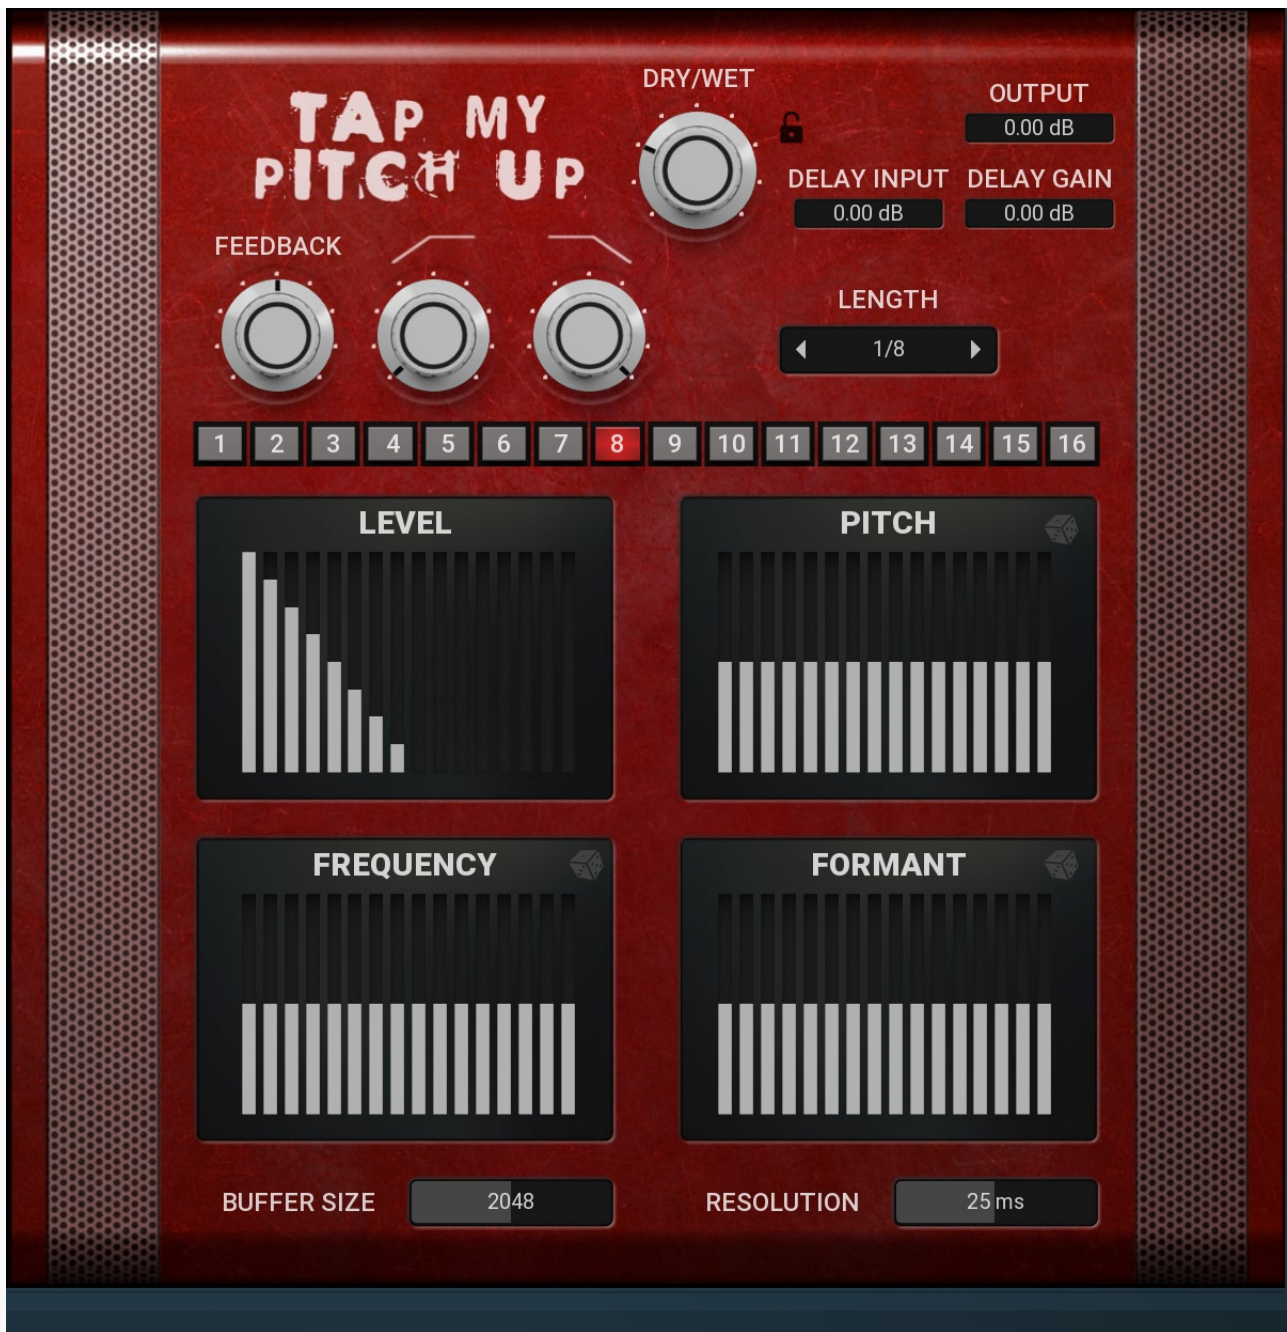 TAP MY
PITCH UP
DRY/WET
OUTPUT
0.00 dB
DELAY INPUT
DELAY GAIN
0.00 dB
0.00 dB
FEEDBACK
LENGTH
1/8
1 2 3 4 5 6 7 8 9 10 11 12 13 14 15 16
LEVEL
PITCH
FREQUENCY
FORMANT
BUFFER SIZE
2048
RESOLUTION
25 ms